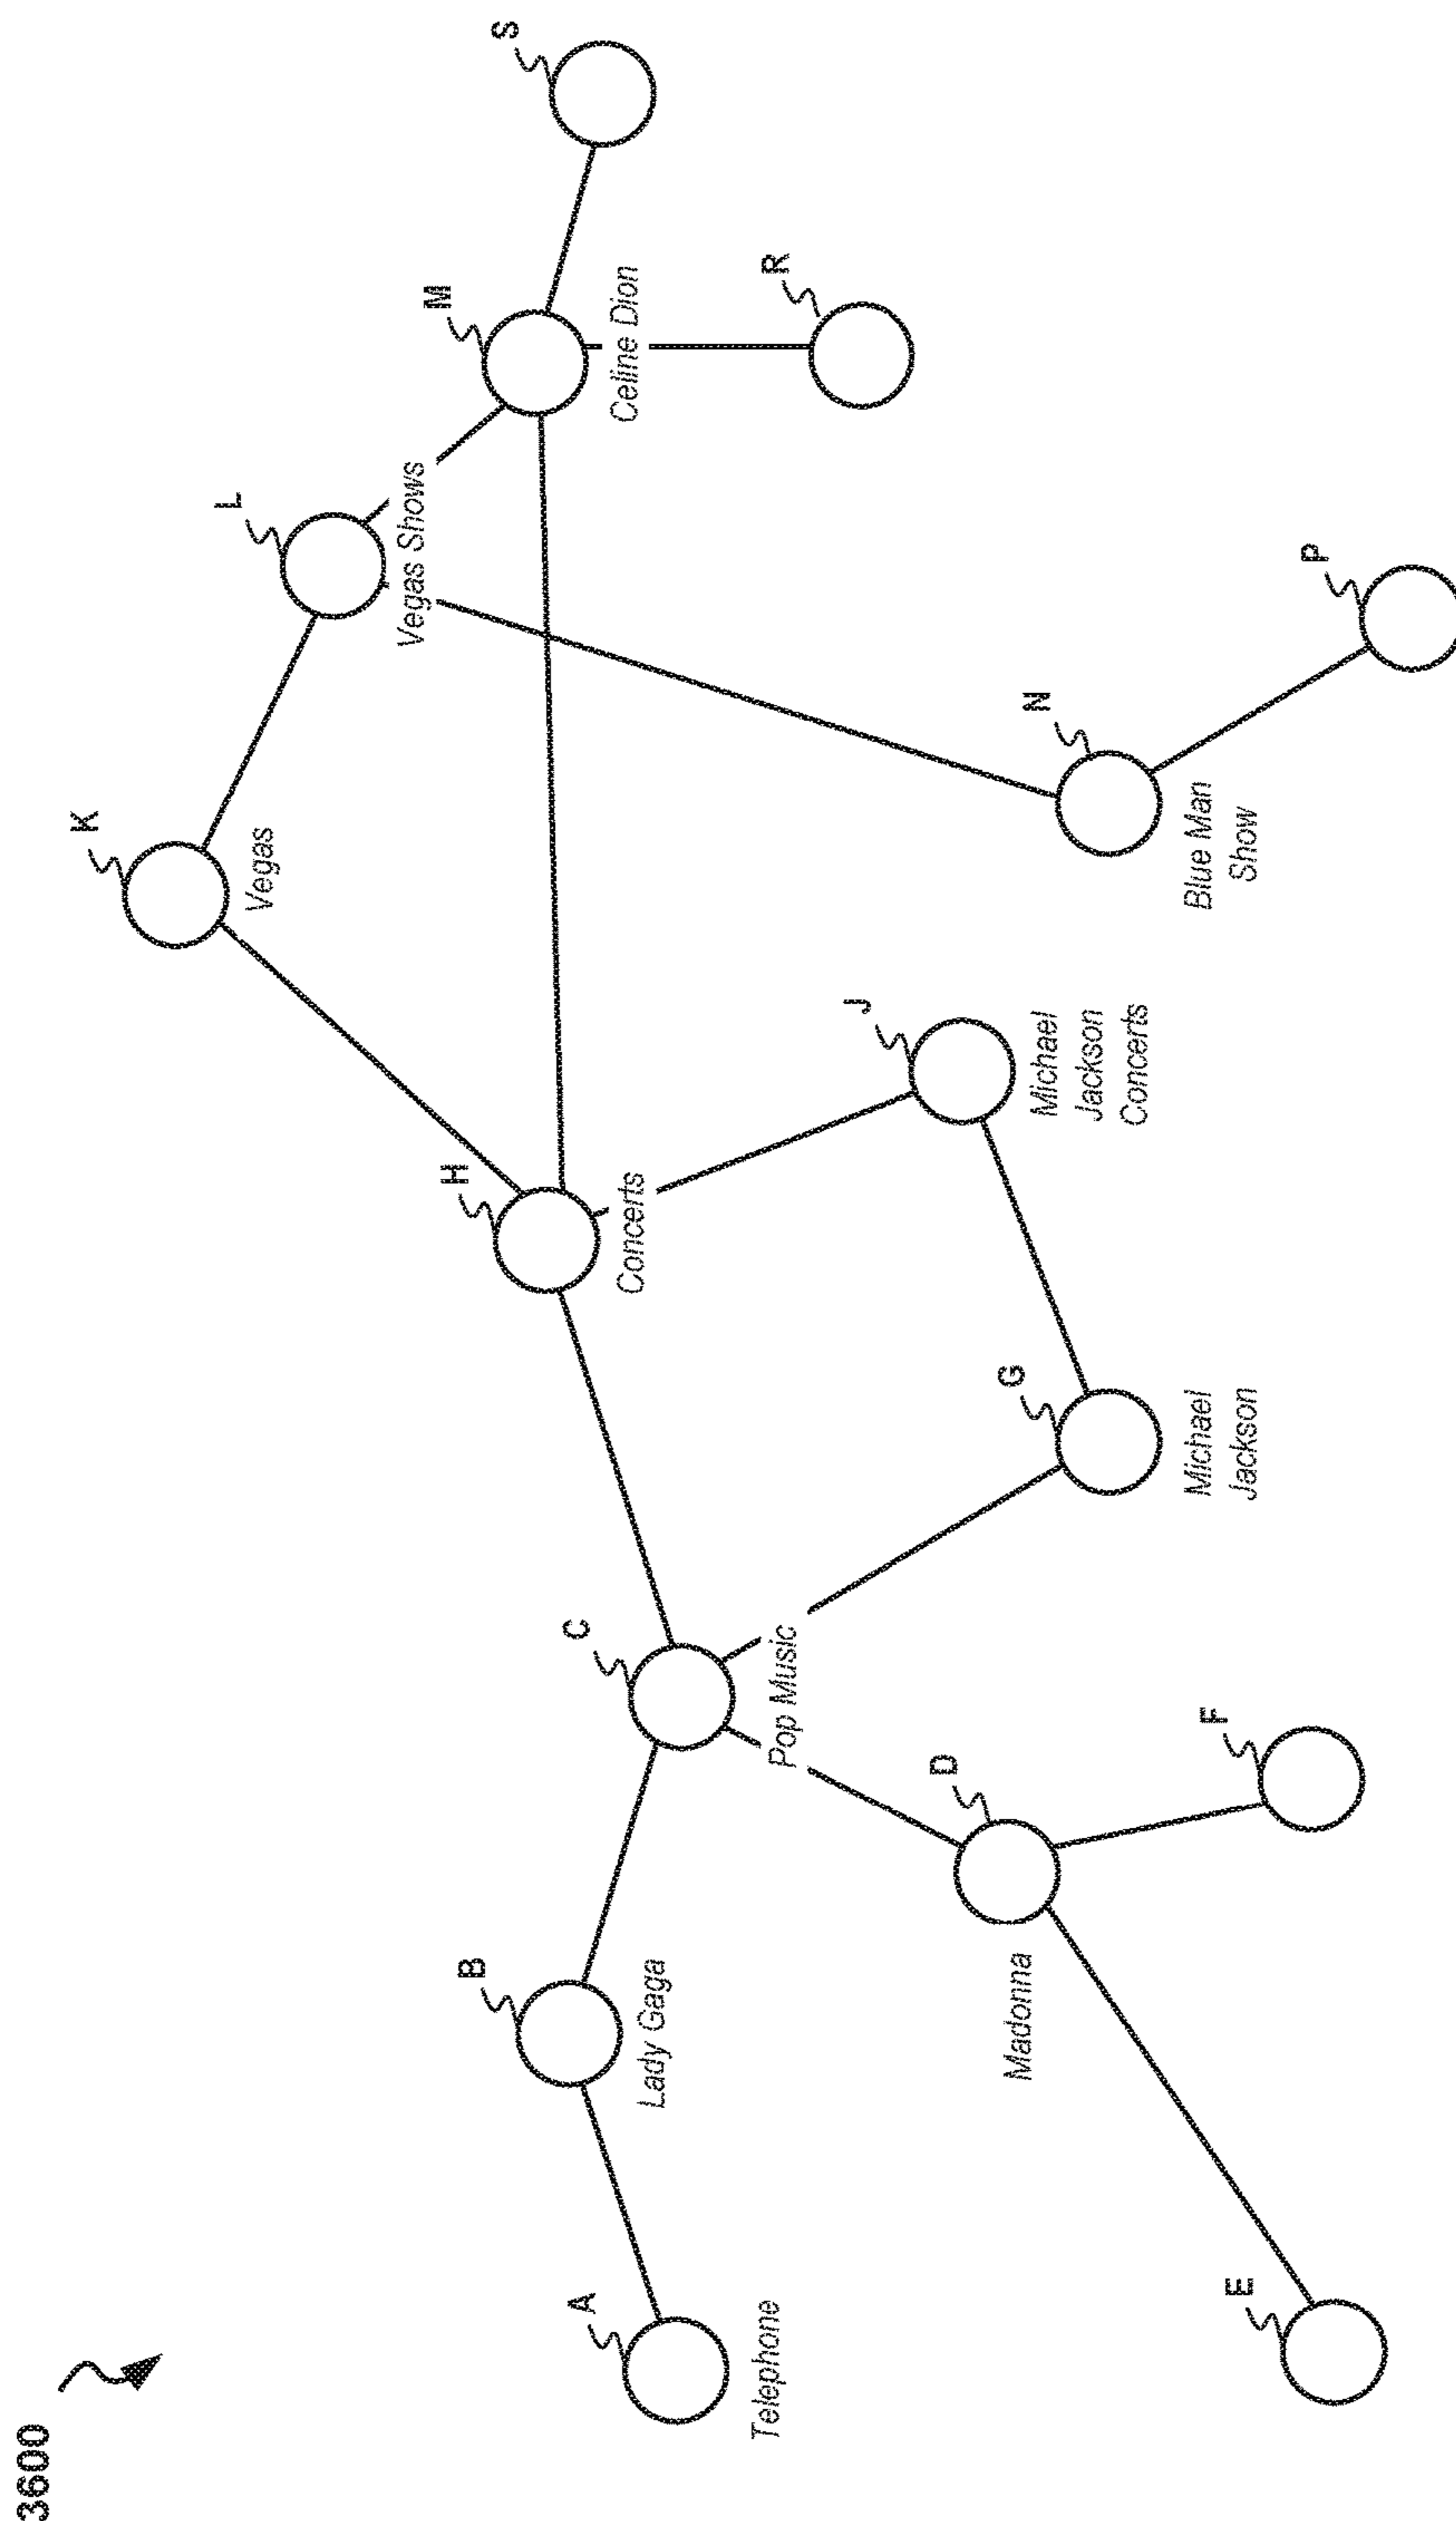 3600
K
Vegas
L
Vegas Shows
M
Celine Dion
S
R
H
Concerts
B
Lady Gaga
C
Pop Music
A
Telephone
J
Michael
Jackson
Concerts
G
Michael
Jackson
N
Blue Man
Show
P
D
Madonna
F
E